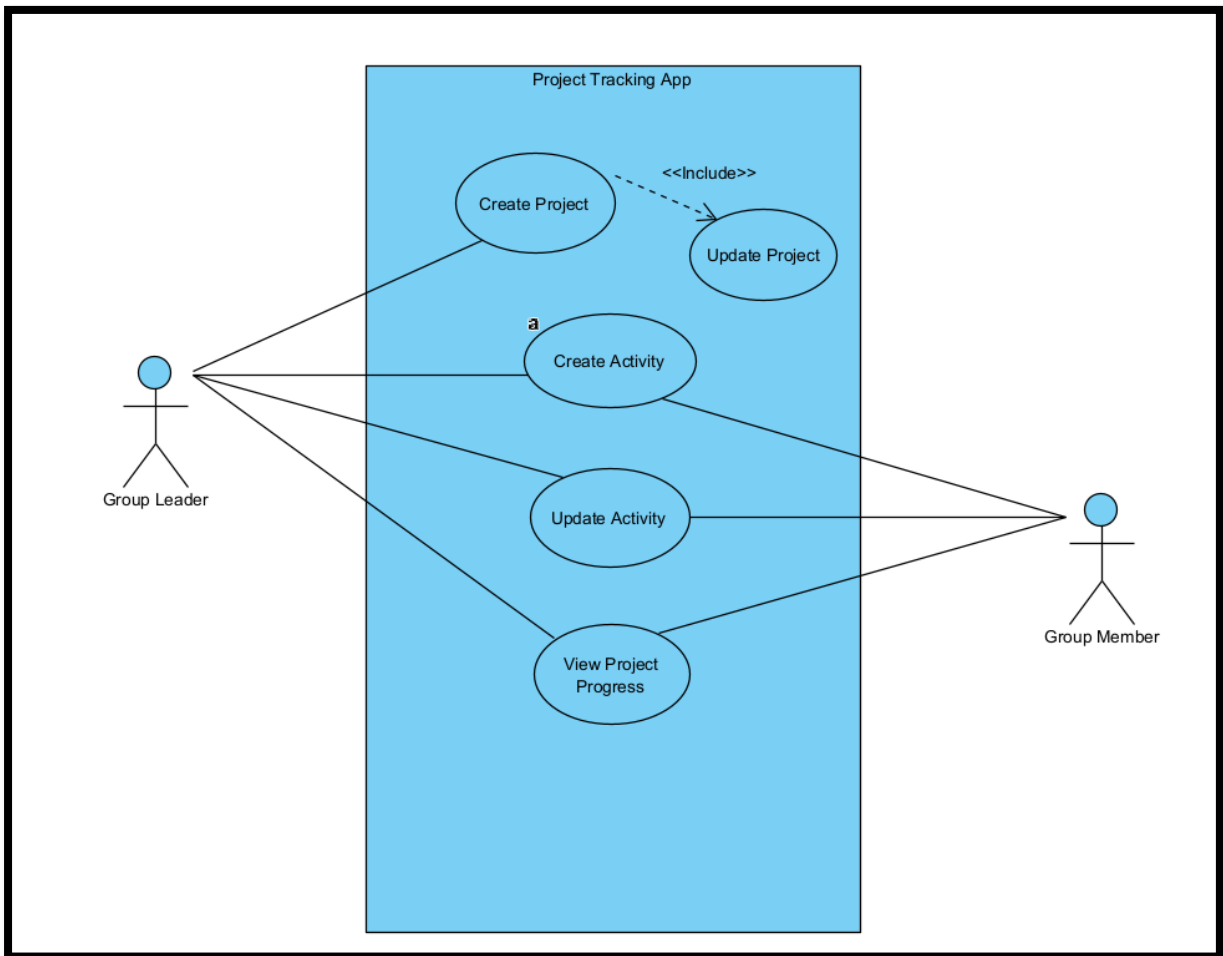 Project Tracking App
<<Include>>
Create Project
Update Project
a
Create Activity
Group Leader
Update Activity
Group Member
View Project
Progress